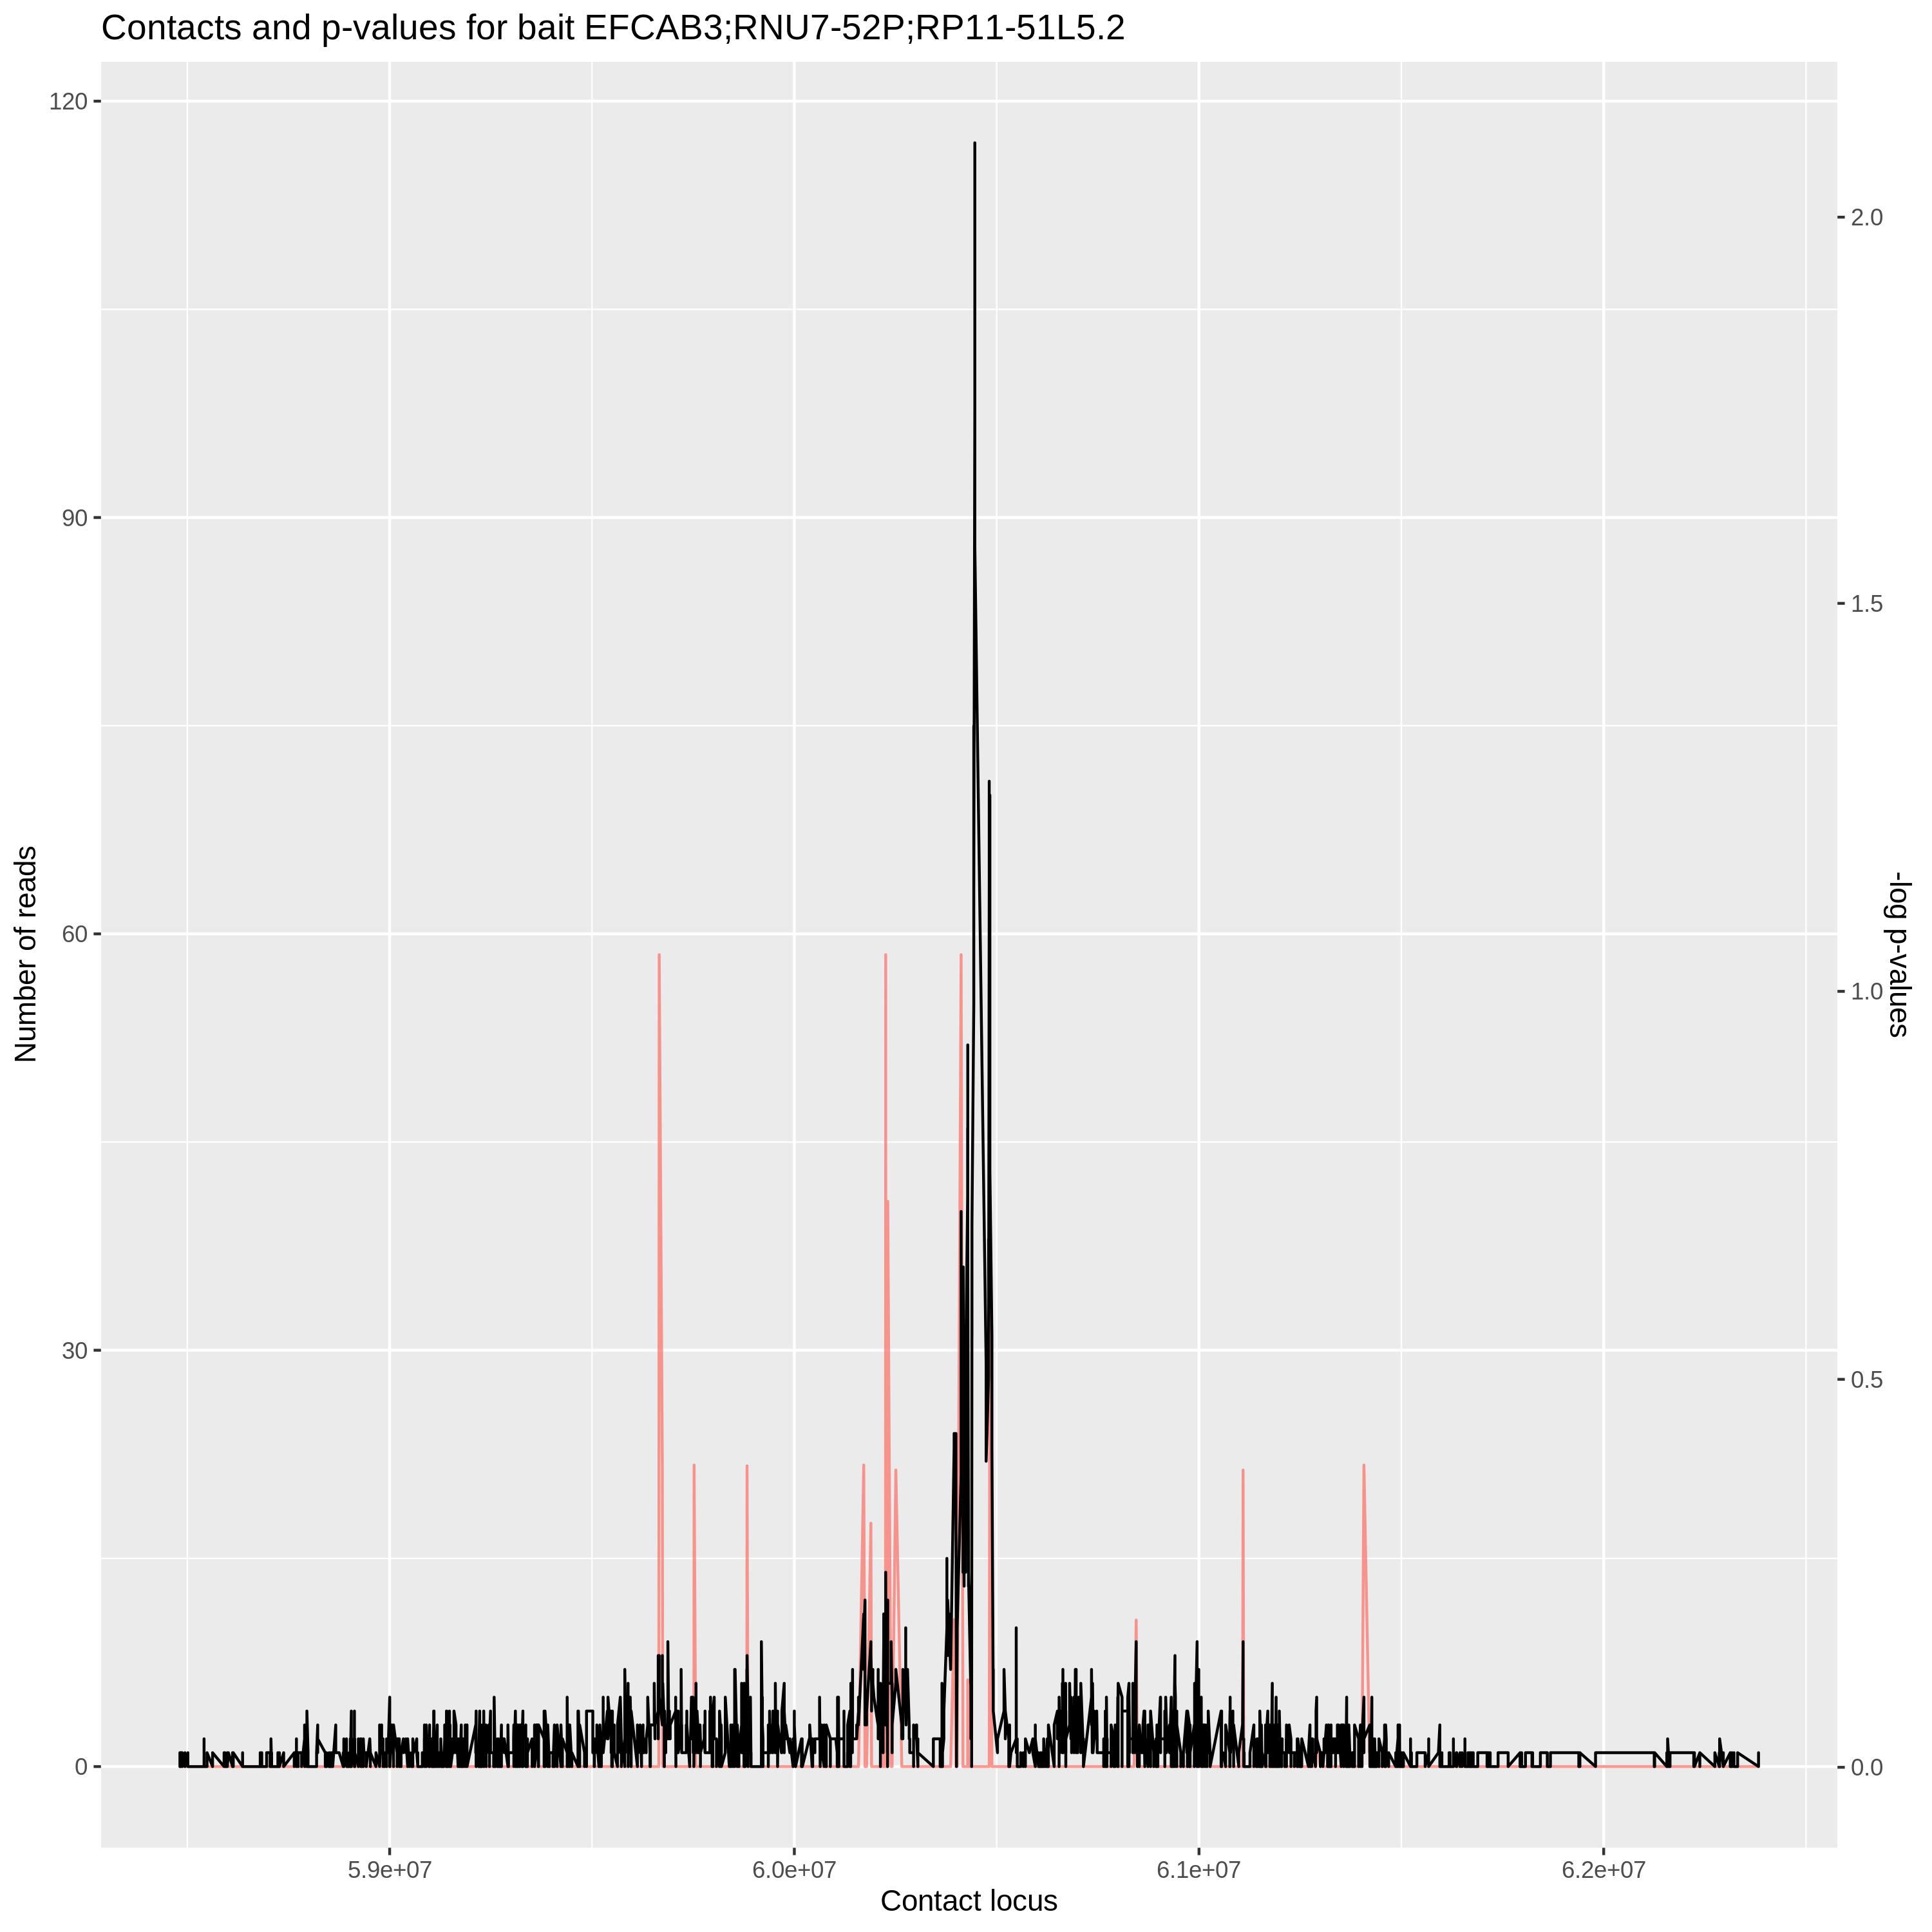 Contacts and p-values for bait EFCAB3;RNU7-52P;RP11-51L5.2
120
90
60
30
0
Number of reads
2.0
1.5
1.0
0.5
0.0
-log p-values
5.9e+07 6.0e+07 6.1e+07 6.2e+07
Contact locus